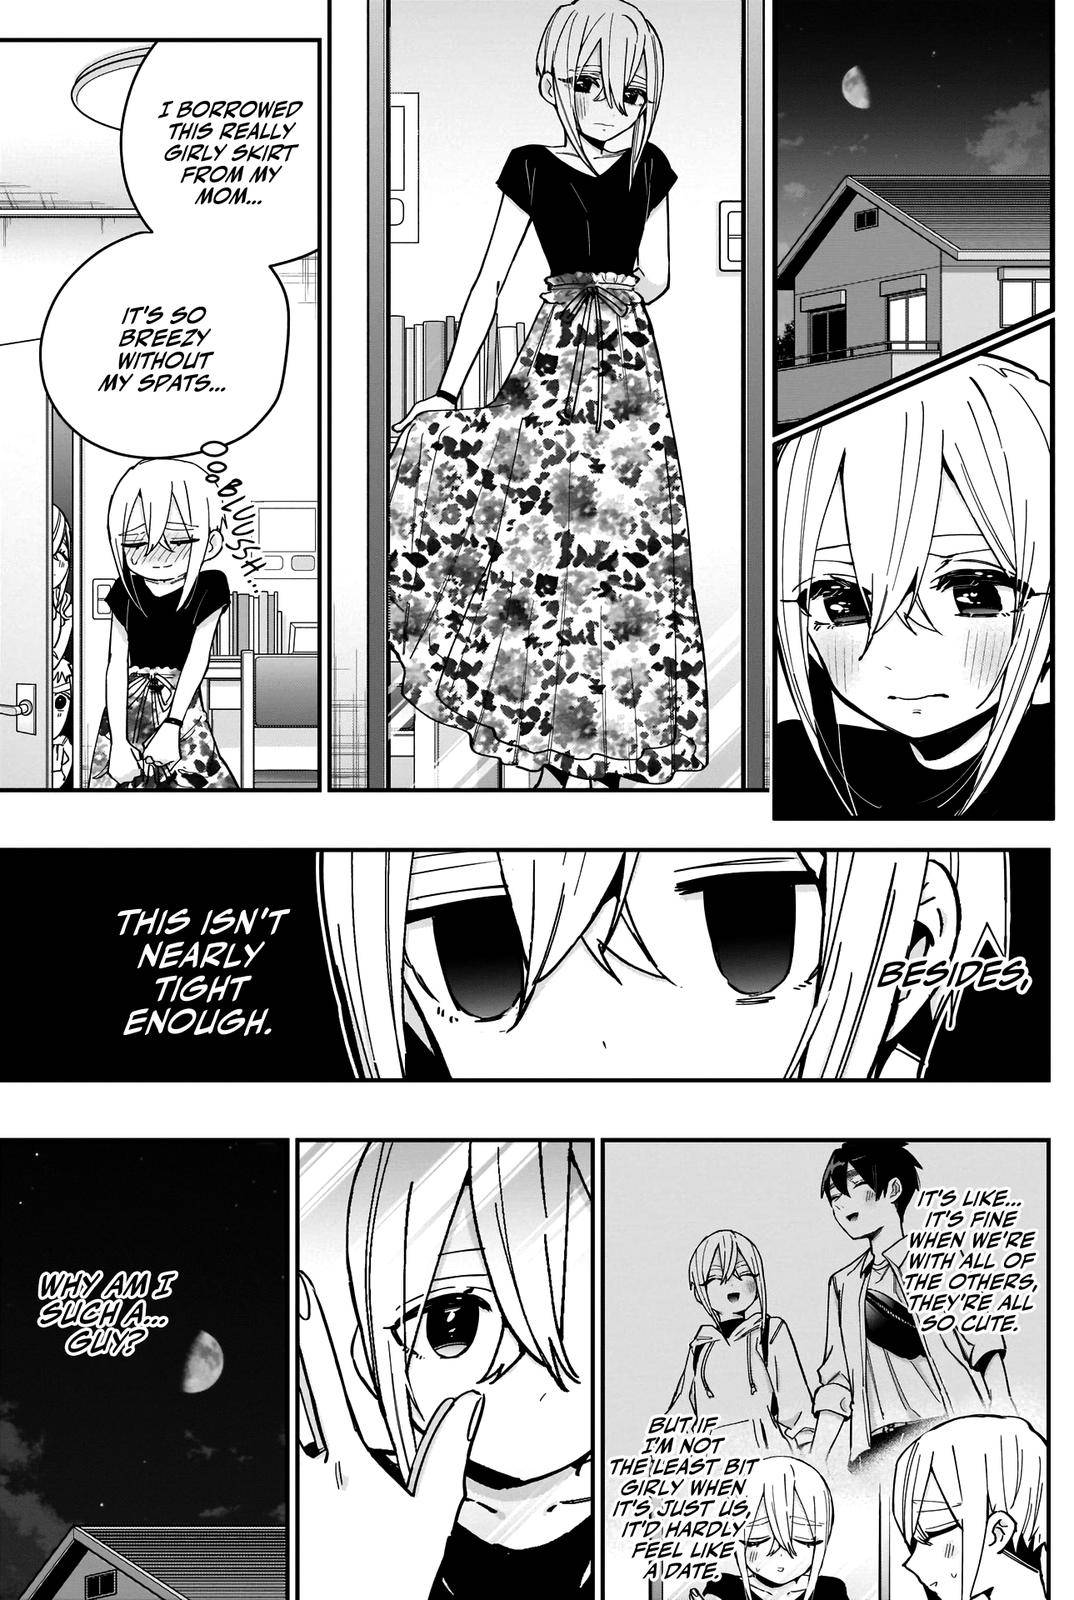 I BORROWED
THIS REALLY
GIRLY SKIRT
FROM MY
MOM...
IT'S SO
BREEZY
WITHOUT
MY SPATS...
BLUUSSH...
BESIDES,
THIS ISN'T
NEARLY
TIGHT
ENOUGH.
IT'S LIKE...
IT'S FINE
WHEN WE'RE
WITH ALL OF
THE OTHERS,
THEY'RE ALL
SO CUTE.
BUT IF
I'M NOT
THE LEAST BIT
GIRLY WHEN
IT'S JUST US,
IT'D HARDLY
FEEL LIKE
A DATE.
WHY AM I
SUCH A...
GUY?